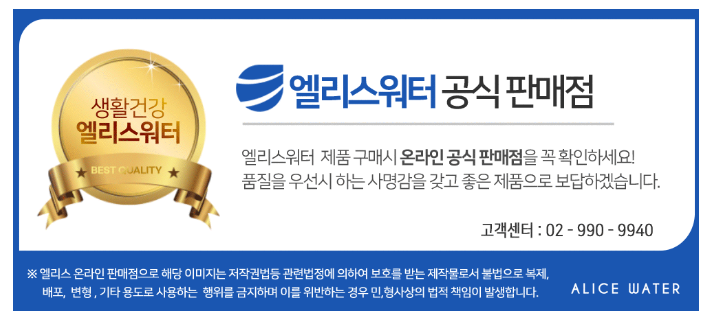 생활건강
엘리스워터
BEST QUALITY
엘리스워터 공식 판매점
엘리스워터 제품 구매시 온라인 공식 판매점을 꼭 확인하세요!
품질을 우선시 하는 사명감을 갖고 좋은 제품으로 보답하겠습니다.
고객센터 : 02 - 990 - 9940
※ 엘리스 온라인 판매점으로 해당 이미지는 저작권법등 관련법정에 의하여 보호를 받는 제작물로서 불법으로 복제,
배포, 변형, 기타 용도로 사용하는 행위를 금지하며 이를 위반하는 경우 민,형사상의 법적 책임이 발생합니다.
ALICE WATER